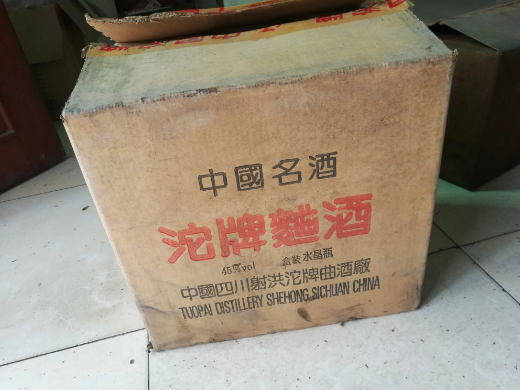 中國名酒
沱牌麯酒
45%vol 盒装水晶瓶
中國四川射洪沱牌曲酒廠
TUOPAI DISTILLERY SHEHONG, SICHUAN CHINA